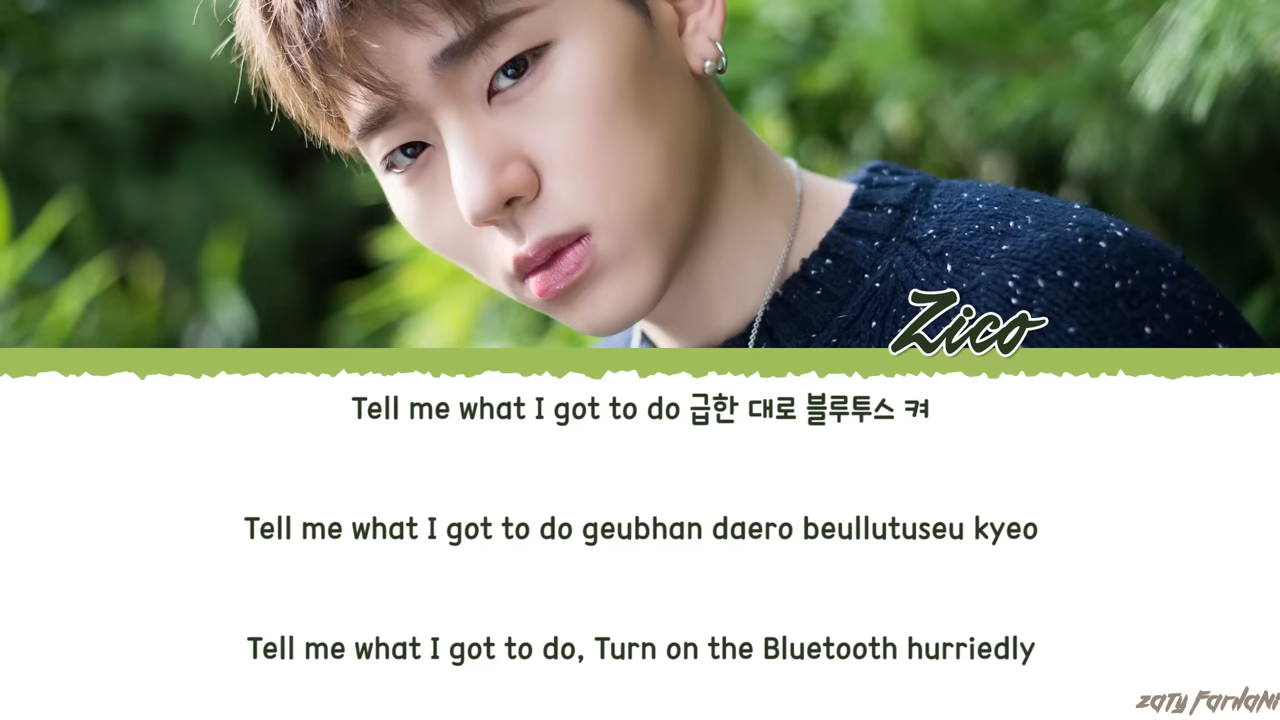 Zico
Tell me what I got to do 급한 대로 블루투스 켜
Tell me what I got to do geubhan daero beullutuseu kyeo
Tell me what I got to do, Turn on the Bluetooth hurriedly
zaty farhani